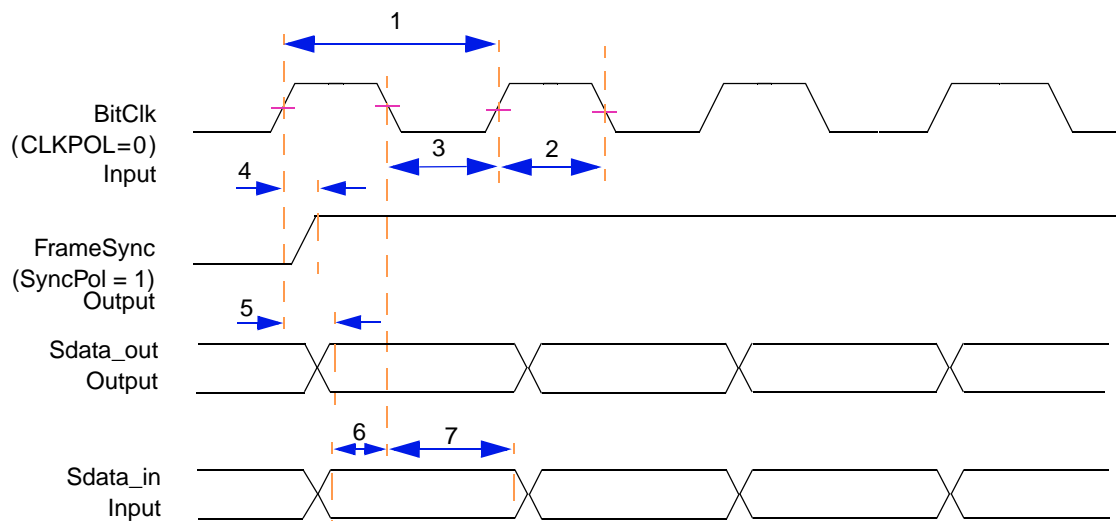 1
BitClk
(CLKPOL=0)
Input
3
2
4
FrameSync
(SyncPol = 1)
Output
5
Sdata_out
Output
6
7
Sdata_in
Input